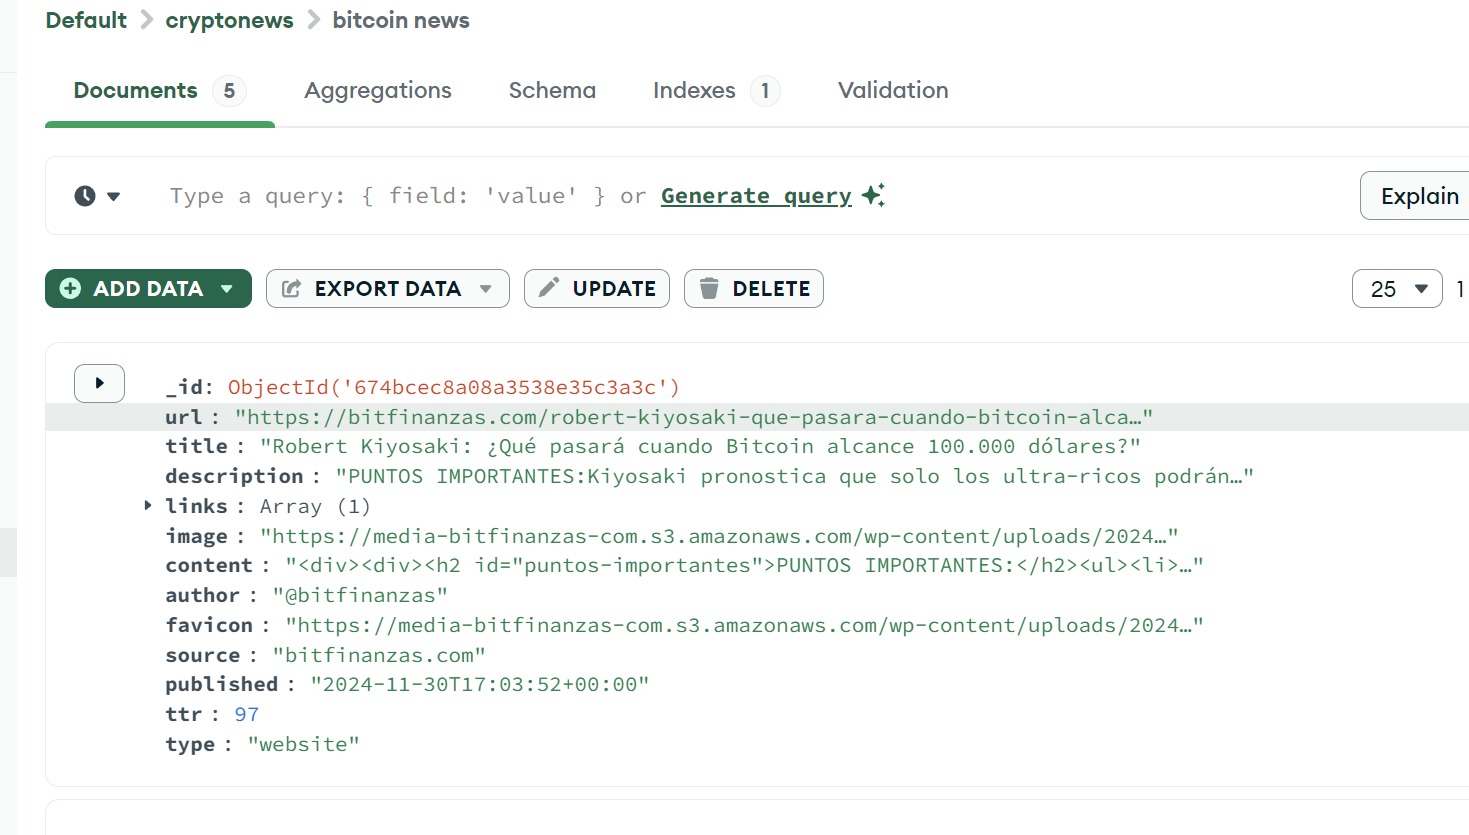 Default > cryptonews > bitcoin news
Documents 5 Aggregations Schema Indexes 1 Validation
Type a query: { field: 'value' } or Generate query Explain
ADD DATA EXPORT DATA UPDATE DELETE 25 1
_id: ObjectId('674bcec8a08a3538e35c3a3c')
url : "https://bitfinanzas.com/robert-kiyosaki-que-pasara-cuando-bitcoin-alca…"
title : "Robert Kiyosaki: ¿Qué pasará cuando Bitcoin alcance 100.000 dólares?"
description : "PUNTOS IMPORTANTES:Kiyosaki pronostica que solo los ultra-ricos podrán…"
links : Array (1)
image : "https://media-bitfinanzas-com.s3.amazonaws.com/wp-content/uploads/2024…"
content : "<div><div><h2 id="puntos-importantes">PUNTOS IMPORTANTES:</h2><ul><li>…"
author : "@bitfinanzas"
favicon : "https://media-bitfinanzas-com.s3.amazonaws.com/wp-content/uploads/2024…"
source : "bitfinanzas.com"
published : "2024-11-30T17:03:52+00:00"
ttr : 97
type : "website"